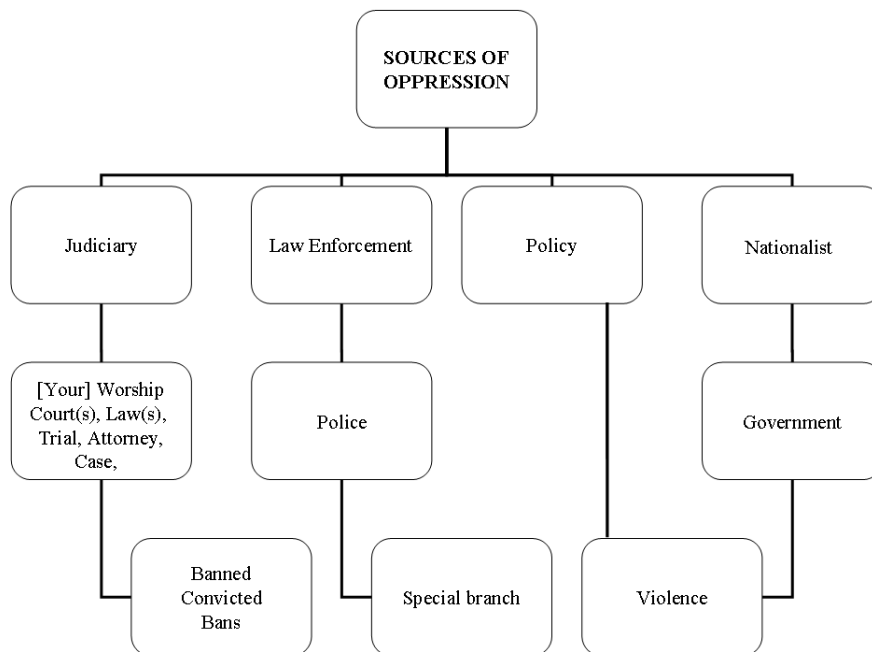 SOURCES OF
OPPRESSION
Judiciary
Law Enforcement
Policy
Nationalist
[Your] Worship
Court(s), Law(s),
Trial, Attorney,
Case,
Police
Government
Banned
Convicted
Bans
Special branch
Violence